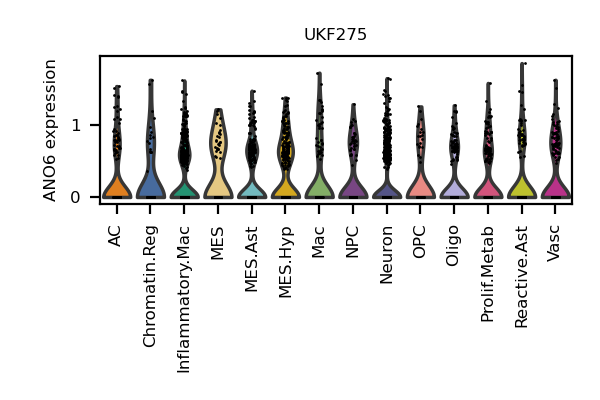 UKF275
ANO6 expression
1
0
AC
Chromatin.Reg
Inflammatory.Mac
MES
MES.Ast
MES.Hyp
Mac
NPC
Neuron
OPC
Oligo
Prolif.Metab
Reactive.Ast
Vasc